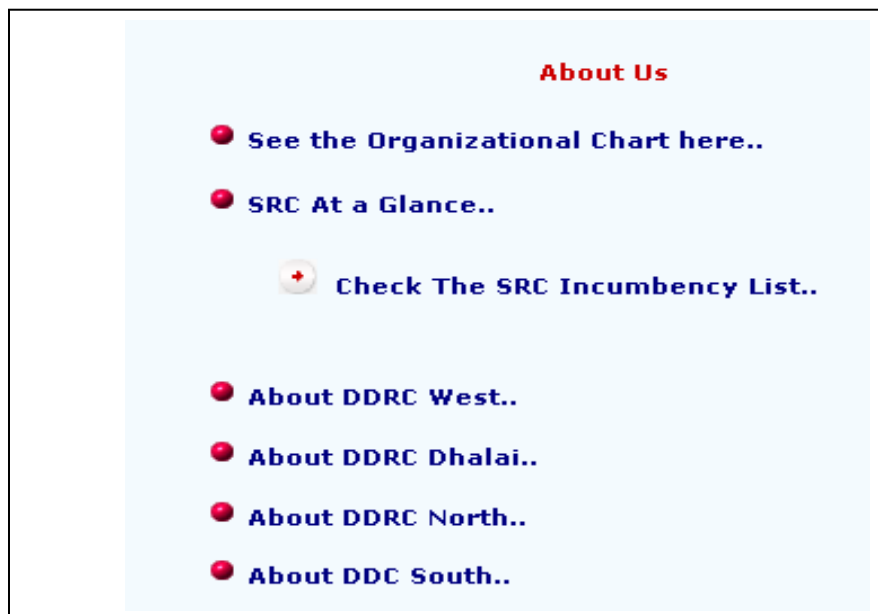 About Us
See the Organizational Chart here..
SRC At a Glance..
Check The SRC Incumbency List..
About DDRC West..
About DDRC Dhalai..
About DDRC North..
About DDC South..